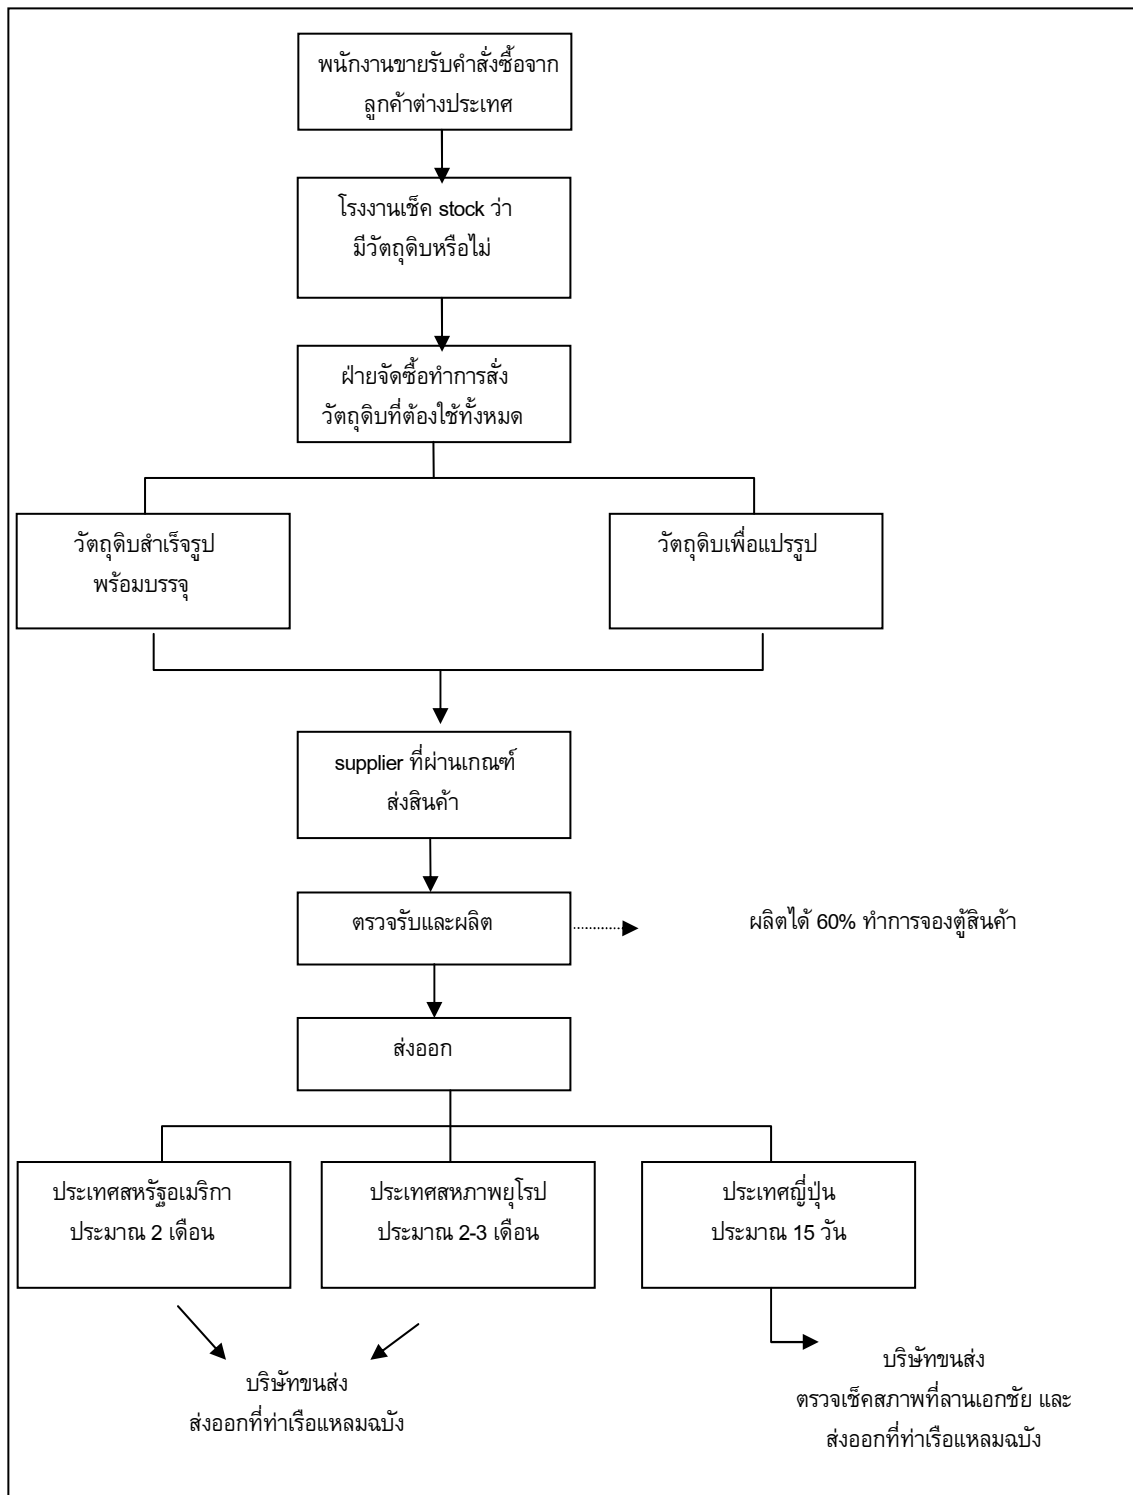 พนักงานขายรับคำสั่งซื้อจาก
ลูกค้าต่างประเทศ
โรงงานเช็ค stock ว่า
มีวัตถุดิบหรือไม่
ฝ่ายจัดซื้อทำการสั่ง
วัตถุดิบที่ต้องใช้ทั้งหมด
วัตถุดิบสำเร็จรูป
พร้อมบรรจุ
วัตถุดิบเพื่อแปรรูป
supplier ที่ผ่านเกณฑ์
ส่งสินค้า
ตรวจรับและผลิต
ผลิตได้ 60% ทำการจองตู้สินค้า
ส่งออก
ประเทศสหรัฐอเมริกา
ประมาณ 2 เดือน
ประเทศสหภาพยุโรป
ประมาณ 2-3 เดือน
ประเทศญี่ปุ่น
ประมาณ 15 วัน
บริษัทขนส่ง
ส่งออกที่ท่าเรือแหลมฉบัง
บริษัทขนส่ง
ตรวจเช็คสภาพที่ลานเอกชัย และ
ส่งออกที่ท่าเรือแหลมฉบัง